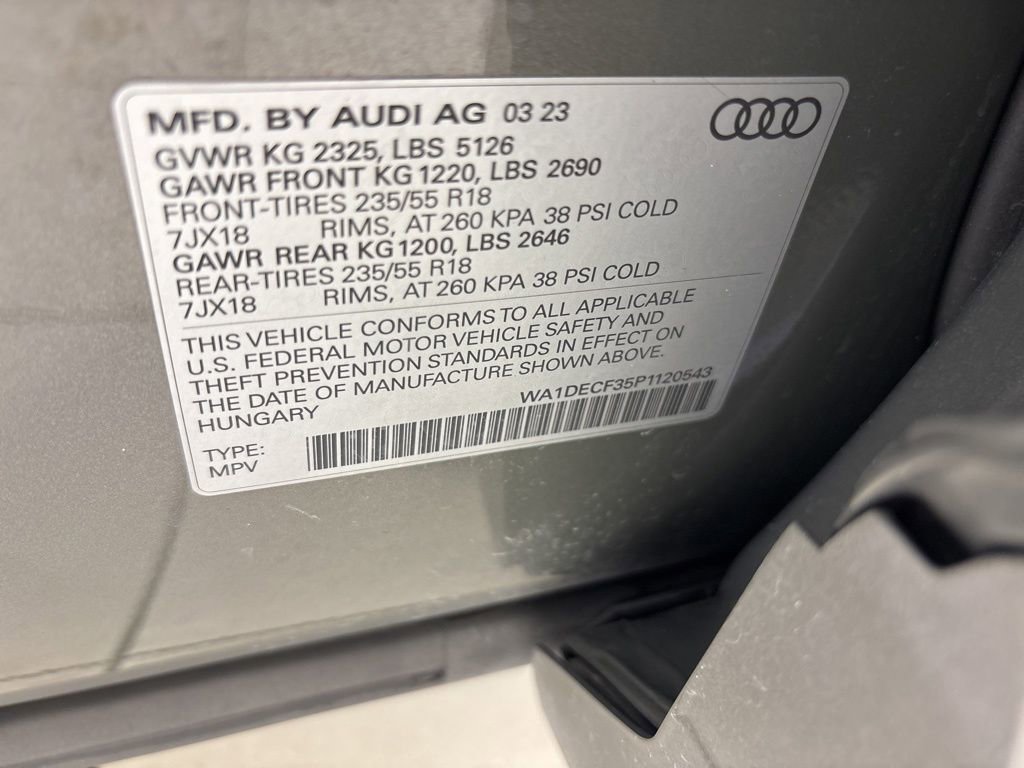 MFD. BY AUDI AG 03 23
GVWR KG 2325, LBS 5126
GAWR FRONT KG 1220, LBS 2690
FRONT-TIRES 235/55 R18
7JX18 RIMS, AT 260 KPA 38 PSI COLD
GAWR REAR KG 1200, LBS 2646
REAR-TIRES 235/55 R18
7JX18 RIMS, AT 260 KPA 38 PSI COLD
THIS VEHICLE CONFORMS TO ALL APPLICABLE
U.S. FEDERAL MOTOR VEHICLE SAFETY AND
THEFT PREVENTION STANDARDS IN EFFECT ON
THE DATE OF MANUFACTURE SHOWN ABOVE.
HUNGARY WA1DECF35P1120543
TYPE:
MPV